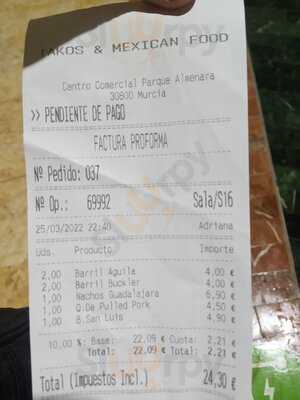 TAKOS & MEXICAN FOOD
Centro Comercial Parque Almenara
30800 Murcia
>> PENDIENTE DE PAGO
FACTURA PROFORMA
Nº Pedido: 037
Nº Op.: 69992 Sala/S16
25/03/2022 22:40 Adriana
Uds. Producto Importe
2,00 Barril Aguila 4,00 €
2,00 Barril Buckler 4,00 €
1,00 Nachos Guadalajara 6,90 €
1,00 Q.De Pulled Pork 4,50 €
1,00 B.San Luis 4,90 €
10,00 %: Base: 22,09 € Cuota: 2,21 €
Total: 22,09 € Total: 2,21 €
Total (Impuestos Incl.) 24,30 €